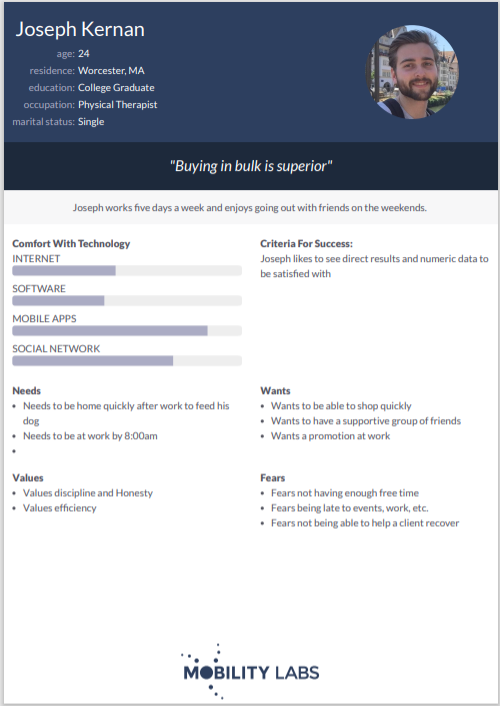 Joseph Kernan
age: 24
residence: Worcester, MA
education: College Graduate
occupation: Physical Therapist
marital status: Single
"Buying in bulk is superior"
Joseph works five days a week and enjoys going out with friends on the weekends.
Comfort With Technology
INTERNET
SOFTWARE
MOBILE APPS
SOCIAL NETWORK
Criteria For Success:
Joseph likes to see direct results and numeric data to
be satisfied with
Needs
• Needs to be home quickly after work to feed his
dog
• Needs to be at work by 8:00am
•
Wants
• Wants to be able to shop quickly
• Wants to have a supportive group of friends
• Wants a promotion at work
Values
• Values discipline and Honesty
• Values efficiency
Fears
• Fears not having enough free time
• Fears being late to events, work, etc.
• Fears not being able to help a client recover
MOBILITY LABS